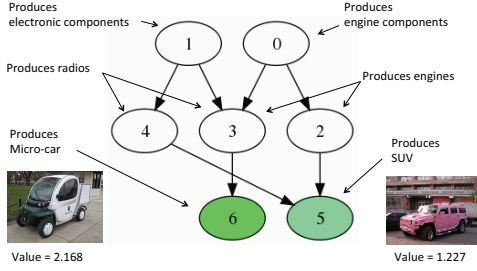 Produces
electronic components
Produces
engine components
1
0
Produces radios
Produces engines
4
3
2
Produces
Micro-car
Produces
SUV
6
5
Value = 2.168
Value = 1.227